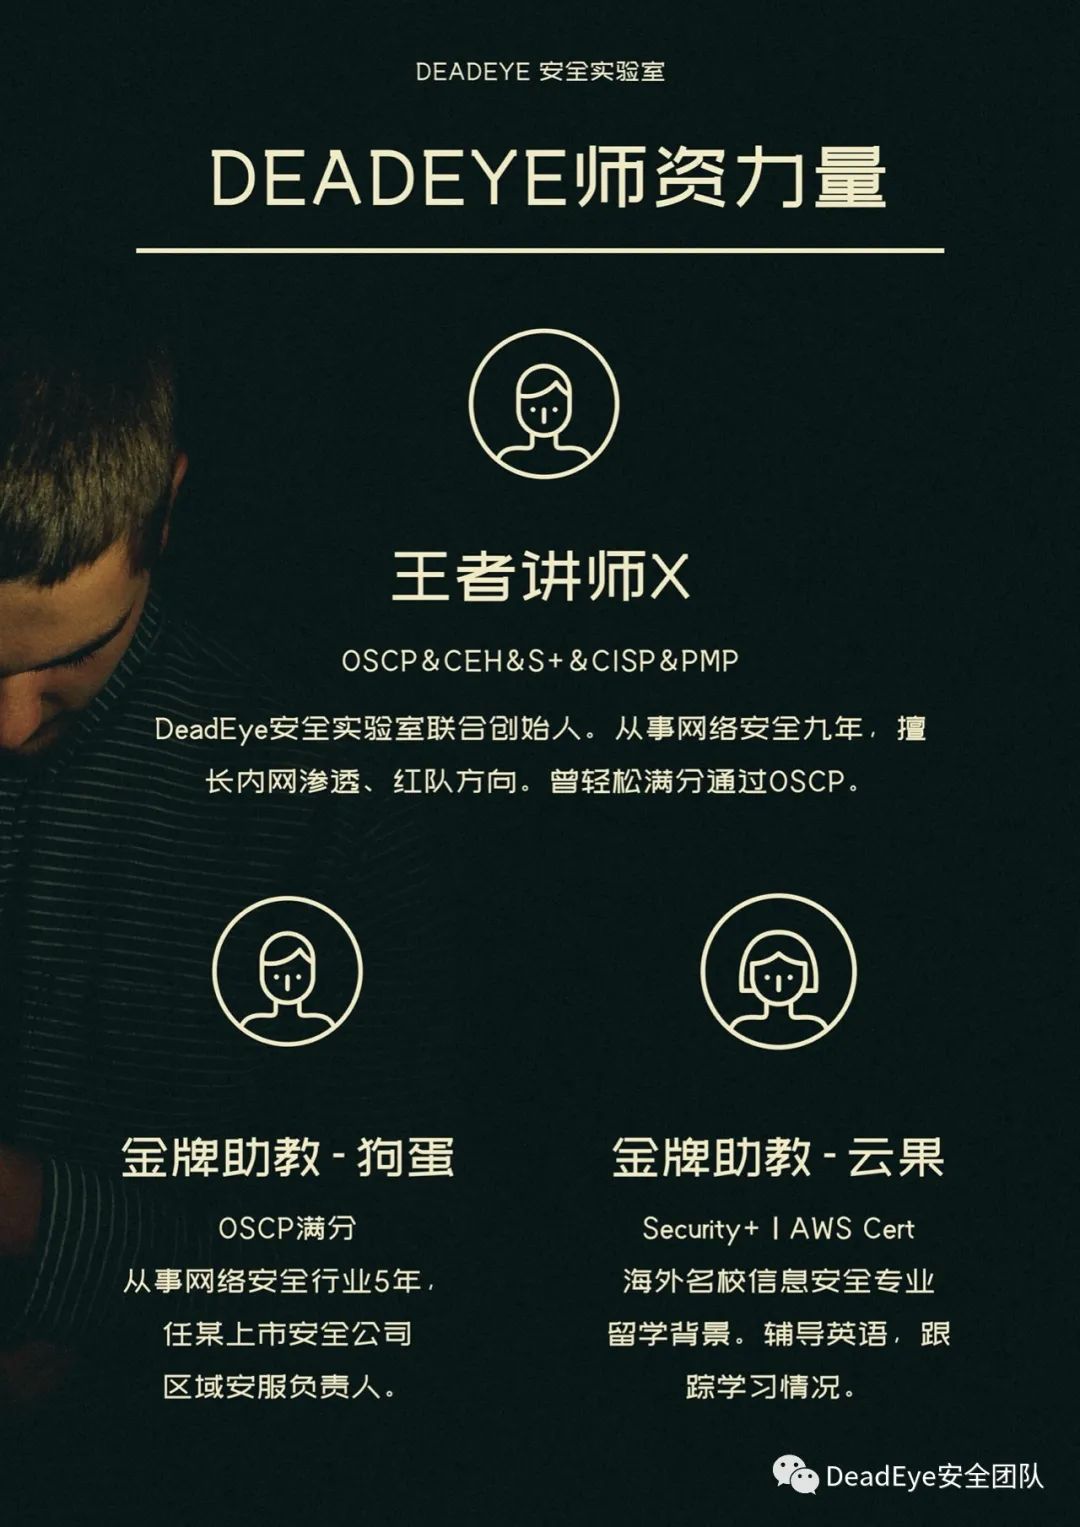 DEADEYE 安全实验室
DEADEYE师资力量
王者讲师X
OSCP&CEH&S+&CISP&PMP
DeadEye安全实验室联合创始人。从事网络安全九年，擅
长内网渗透、红队方向。曾轻松满分通过OSCP。
金牌助教-狗蛋
OSCP满分
从事网络安全行业5年，
任某上市安全公司
区域安服负责人。
金牌助教-云果
Security+ | AWS Cert
海外名校信息安全专业
留学背景。辅导英语，跟
踪学习情况。
DeadEye安全团队